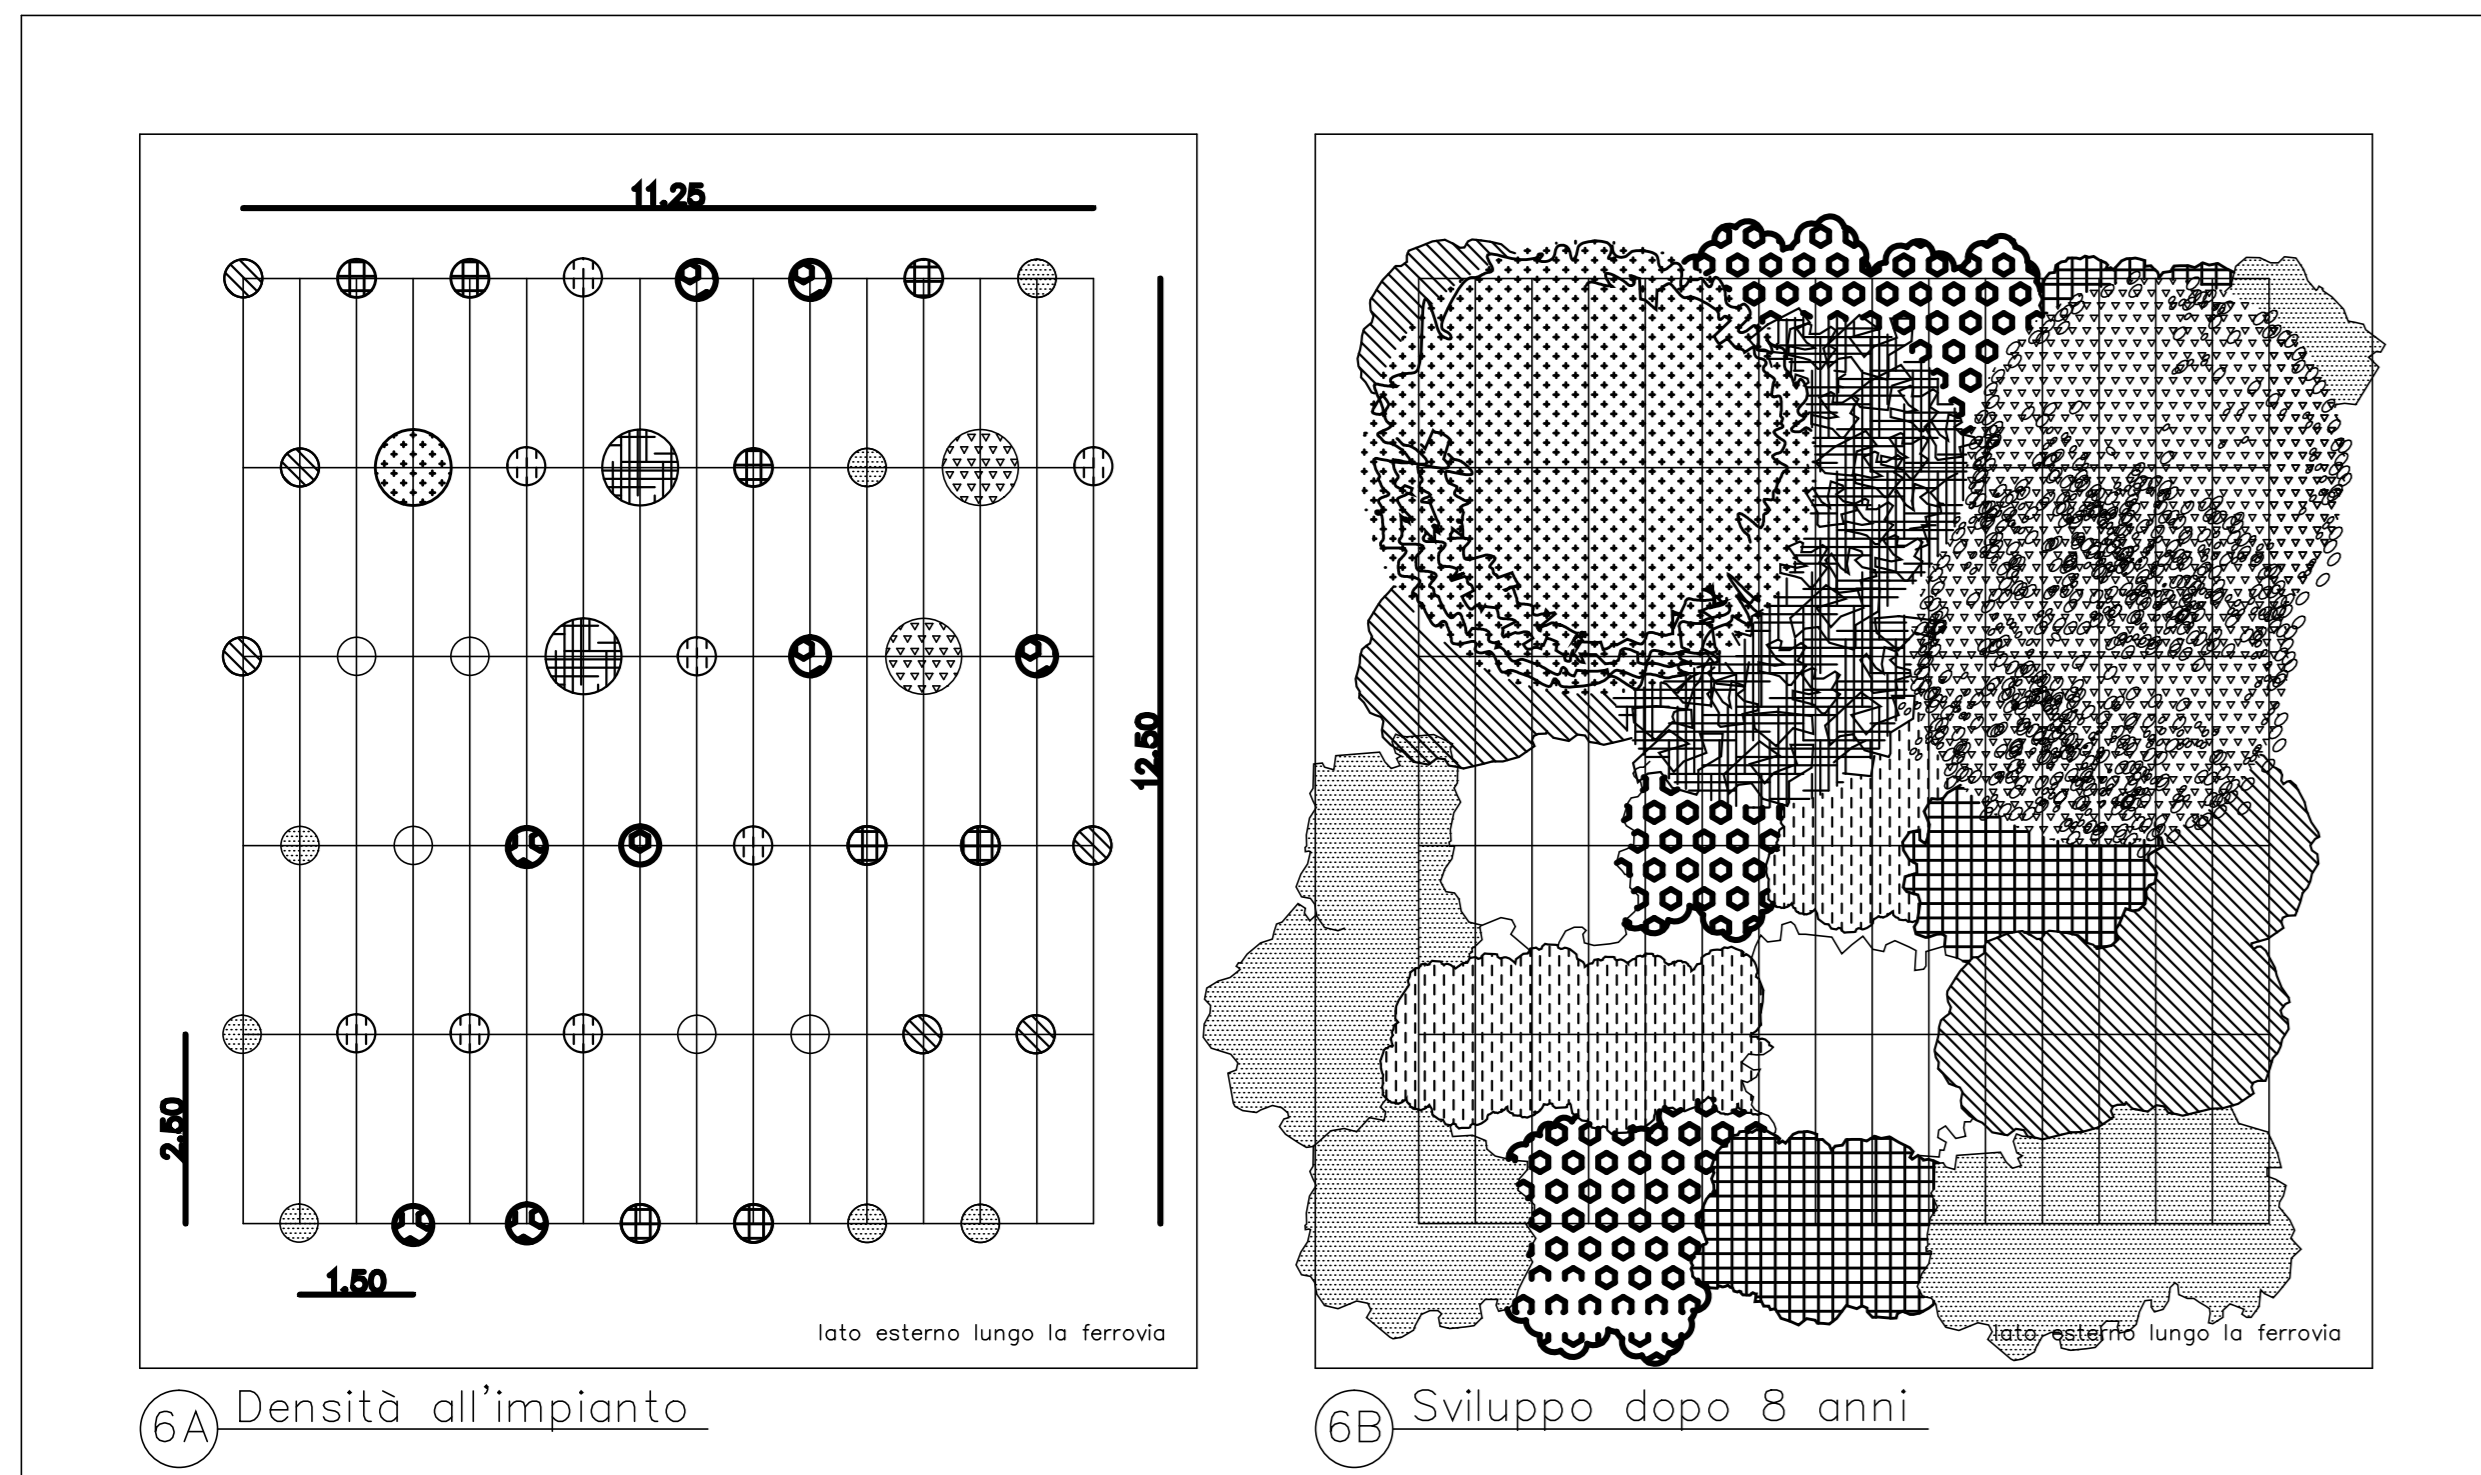 11.25
12.50
2.50
1.50
lato esterno lungo la ferrovia
lato esterno lungo la ferrovia
6A Densità all'impianto
6B Sviluppo dopo 8 anni